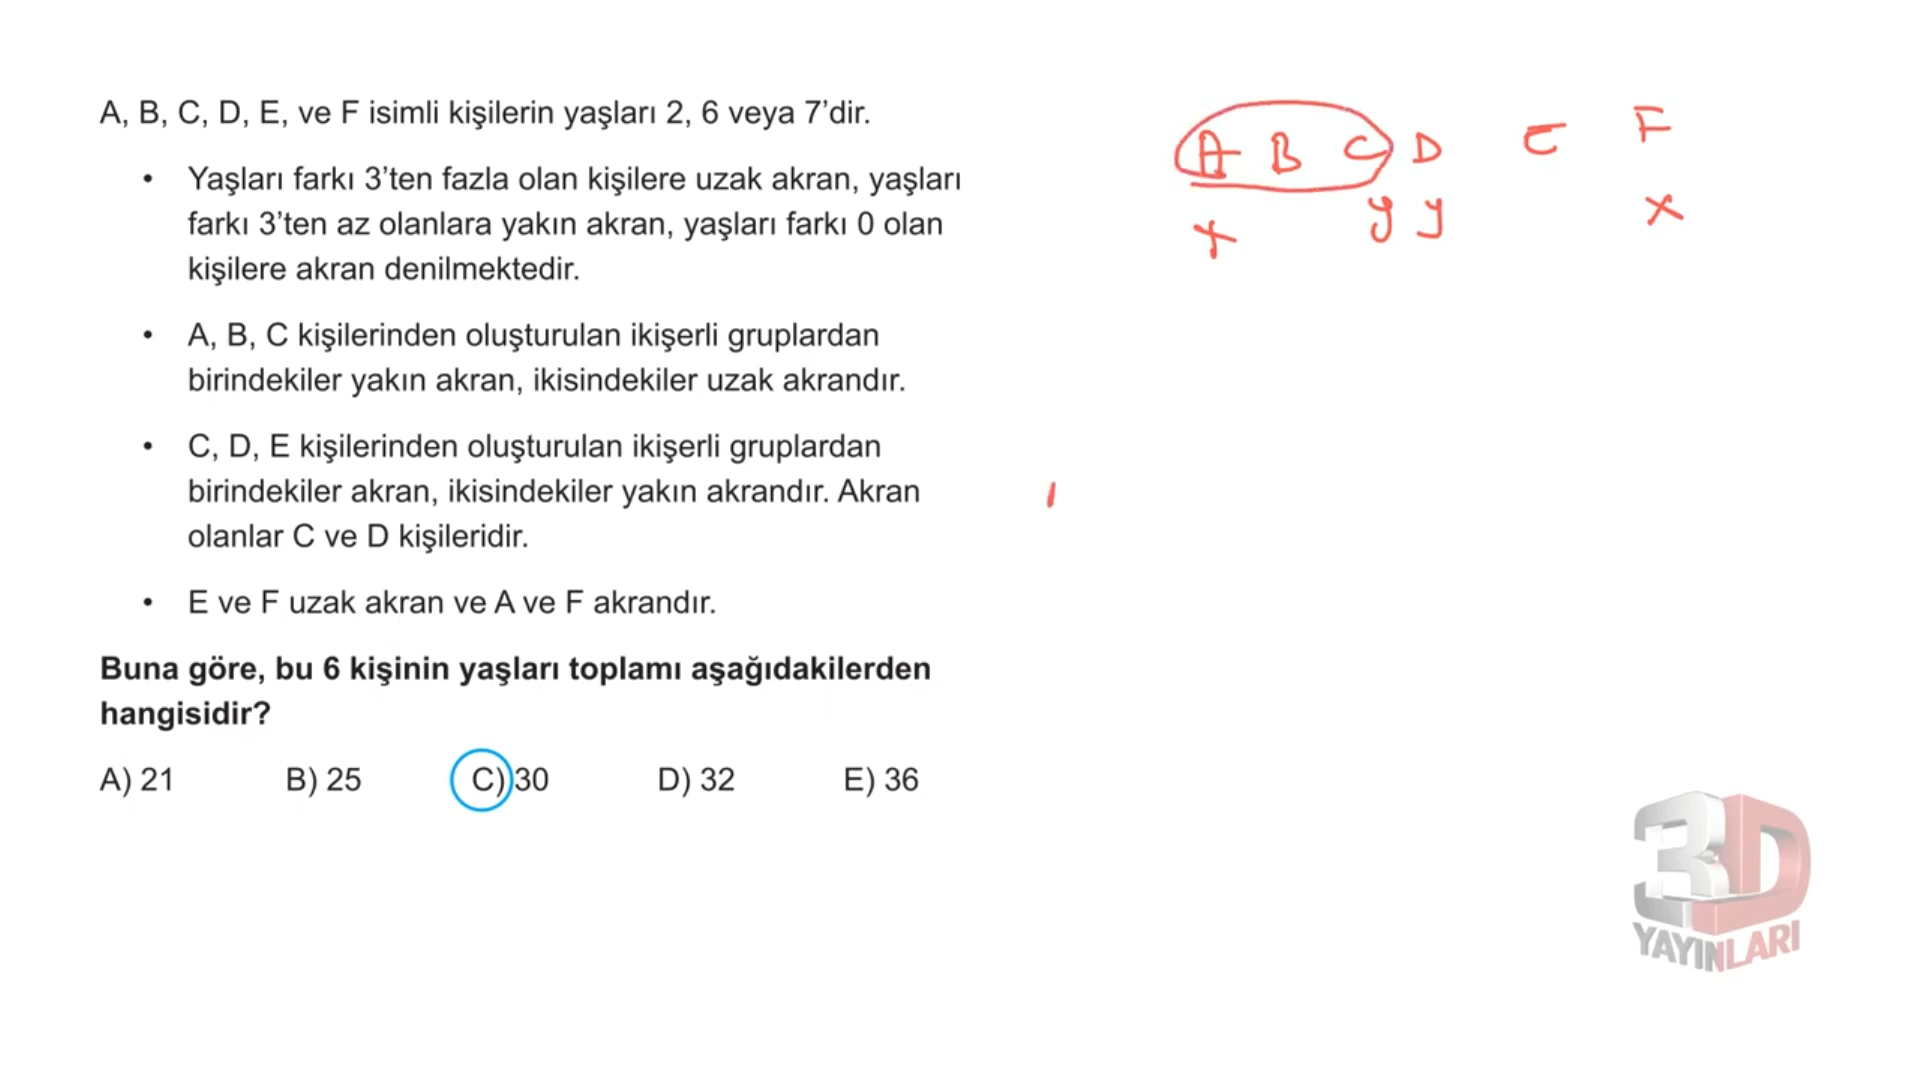 A, B, C, D, E, ve F isimli kişilerin yaşları 2, 6 veya 7’dir.
• Yaşları farkı 3’ten fazla olan kişilere uzak akran, yaşları
farkı 3’ten az olanlara yakın akran, yaşları farkı 0 olan
kişilere akran denilmektedir.
• A, B, C kişilerinden oluşturulan ikişerli gruplardan
birindekiler yakın akran, ikisindekiler uzak akrandır.
• C, D, E kişilerinden oluşturulan ikişerli gruplardan
birindekiler akran, ikisindekiler yakın akrandır. Akran
olanlar C ve D kişileridir.
• E ve F uzak akran ve A ve F akrandır.
Buna göre, bu 6 kişinin yaşları toplamı aşağıdakilerden
hangisidir?
A) 21 B) 25 C) 30 D) 32 E) 36
A B C D E F
x y y x
3D
YAYINLARI